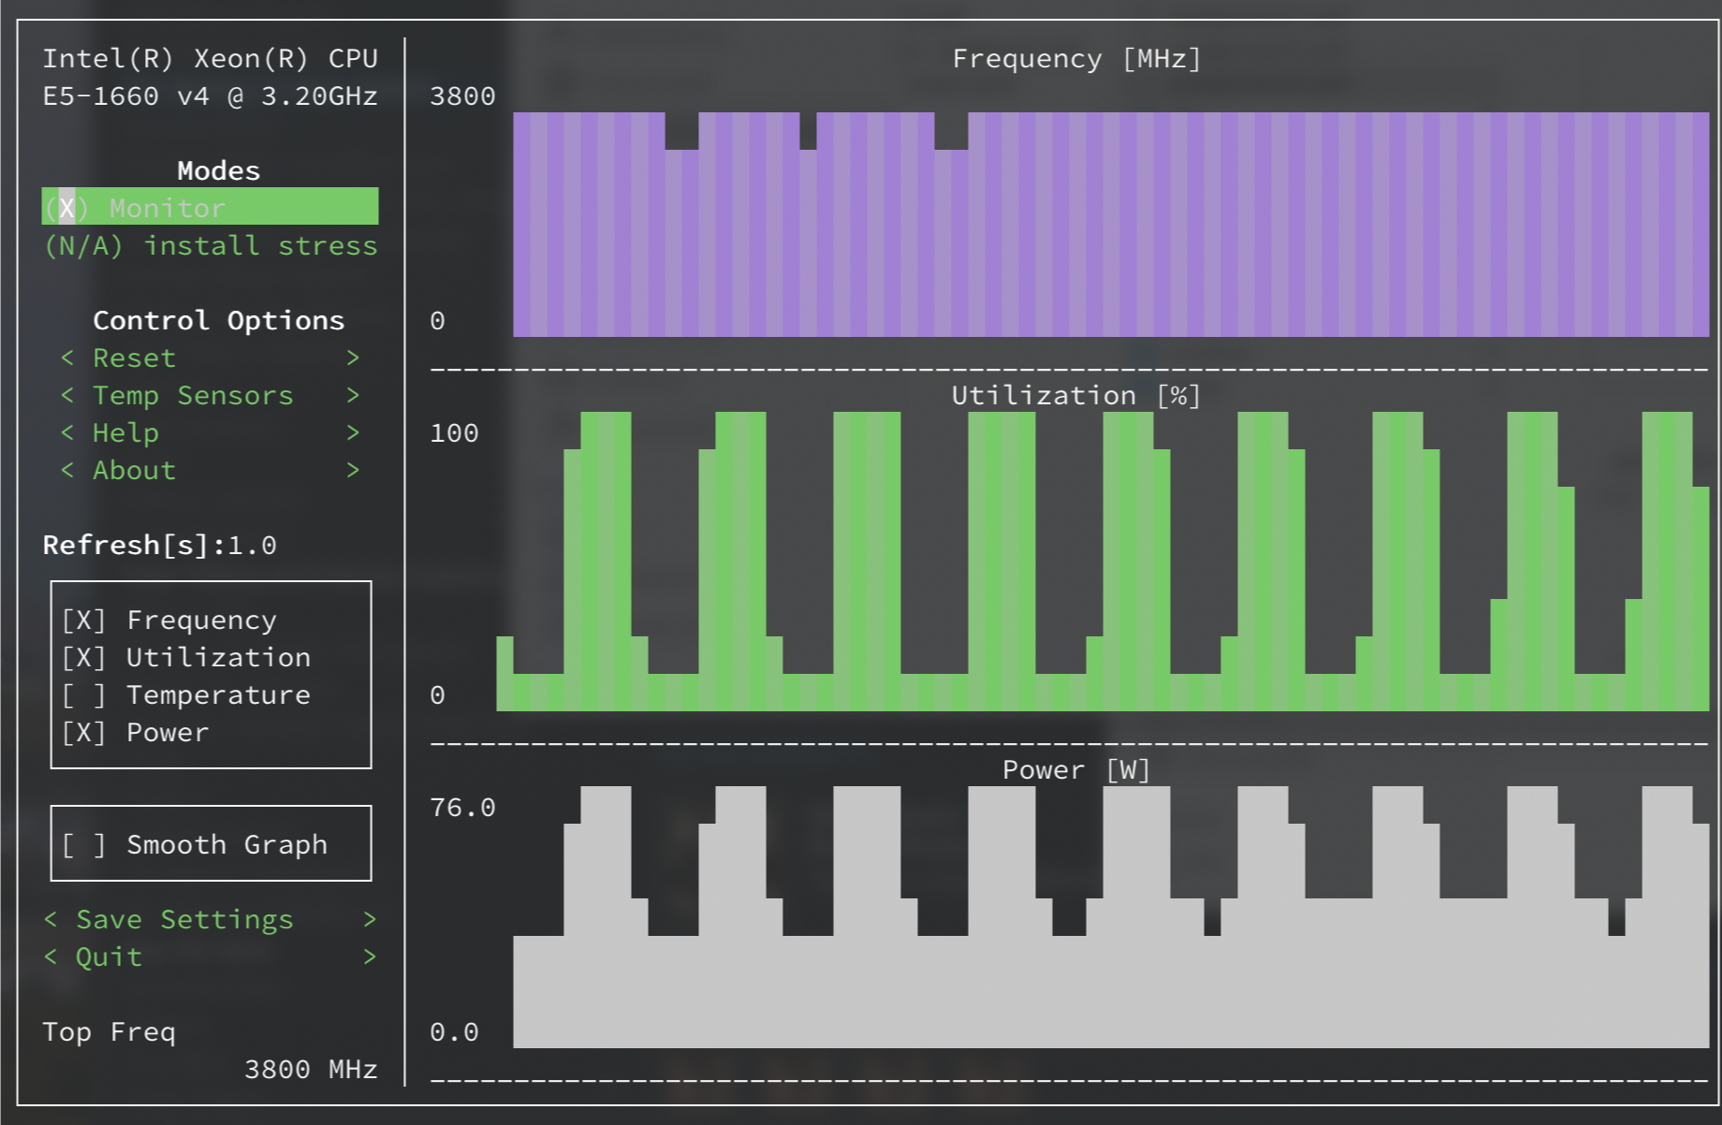 Intel(R) Xeon(R) CPU
E5-1660 v4 @ 3.20GHz
Modes
(X) Monitor
(N/A) install stress
Control Options
< Reset >
< Temp Sensors >
< Help >
< About >
Refresh[s]:1.0
[X] Frequency
[X] Utilization
[ ] Temperature
[X] Power
[ ] Smooth Graph
< Save Settings >
< Quit >
Top Freq
3800 MHz
Frequency [MHz]
3800
0
Utilization [%]
100
0
Power [W]
76.0
0.0